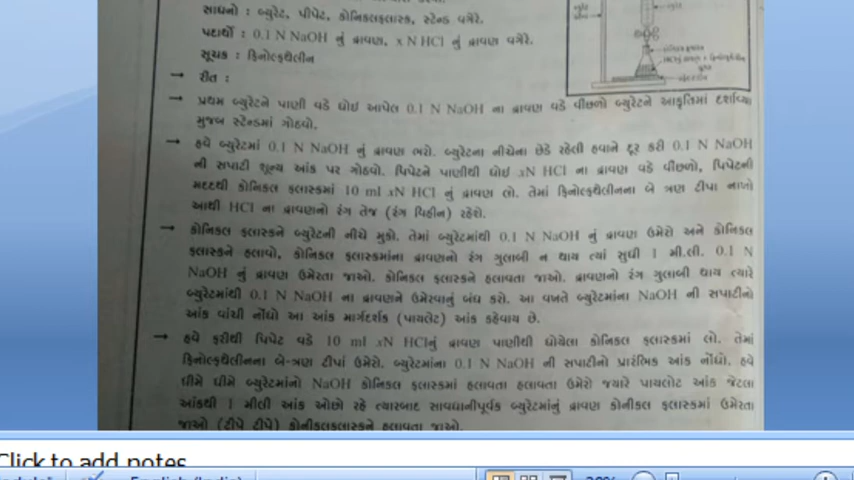 સાધનો : બ્યુરેટ, પીપેટ, કોનિકલફ્લાસ્ક, સ્ટેન્ડ વગેરે.
પદાર્થો : 0.1 N NaOH નું દ્રાવણ, x N HCl નું દ્રાવણ વગેરે.
સૂચક : ફિનોલ્ફથેલીન
→ રીત :
→ પ્રથમ બ્યુરેટને પાણી વડે ધોઇ આપેલ 0.1 N NaOH ના દ્રાવણ વડે વીછળો બ્યુરેટને આકૃતિમાં દર્શાવ્યા
મુજબ સ્ટેન્ડમાં ગોઠવો.
→ હવે બ્યુરેટમાં 0.1 N NaOH નું દ્રાવણ ભરો. બ્યુરેટના નીચેના છેડે રહેલી હવાને દૂર કરી 0.1 N NaOH
ની સપાટી શૂન્ય આંક પર ગોઠવો. પિપેટને પાણીથી ધોઇ xN HCl ના દ્રાવણ વડે વીછળો, પિપેટની
મદદથી કોનિકલ ફ્લાસ્કમાં 10 ml xN HCl નું દ્રાવણ લો. તેમાં ફિનોલ્ફથેલીનના બે ત્રણ ટીપા નાખો
આથી HCl ના દ્રાવણનો રંગ તેજ (રંગ વિહીન) રહેશે.
→ કોનિકલ ફ્લાસ્કને બ્યુરેટની નીચે મુકો. તેમાં બ્યુરેટમાંથી 0.1 N NaOH નું દ્રાવણ ઉમેરો અને કોનિકલ
ફ્લાસ્કને હલાવો, કોનિકલ ફ્લાસ્કમાંના દ્રાવણનો રંગ ગુલાબી ન થાય ત્યાં સુધી 1 મી.લી. 0.1 N
NaOH નું દ્રાવણ ઉમેરતા જાઓ. કોનિકલ ફ્લાસ્કને હલાવતા જાઓ. દ્રાવણનો રંગ ગુલાબી થાય ત્યારે
બ્યુરેટમાંથી 0.1 N NaOH ના દ્રાવણને ઉમેરવાનું બંધ કરો. આ વખતે બ્યુરેટમાંના NaOH ની સપાટીનો
આંક વાંચી નોંધો આ આંક માર્ગદર્શક (પાયલેટ) આંક કહેવાય છે.
→ હવે ફરીથી પિપેટ વડે 10 ml xN HClનું દ્રાવણ પાણીથી ધોયેલા કોનિકલ ફ્લાસ્કમાં લો. તેમાં
ફિનોલ્ફથેલીનના બે-ત્રણ ટીપાં ઉમેરો. બ્યુરેટમાંના 0.1 N NaOH ની સપાટીનો પ્રારંભિક આંક નોંધો. હવે
ધીમે ધીમે બ્યુરેટમાંનો NaOH કોનિકલ ફ્લાસ્કમાં હલાવતા હલાવતા ઉમેરો જ્યારે પાયલોટ આંક જેટલા
આંકથી 1 મીલી આંક ઓછો રહે ત્યારબાદ સાવધાનીપૂર્વક બ્યુરેટમાંનું દ્રાવણ કોનીકલ ફ્લાસ્કમાં ઉમેરતા
જાઓ (ટીપે ટીપે) કોનીકલફ્લાસ્કને હલાવતા જાઓ.
Click to add notes
English (India)